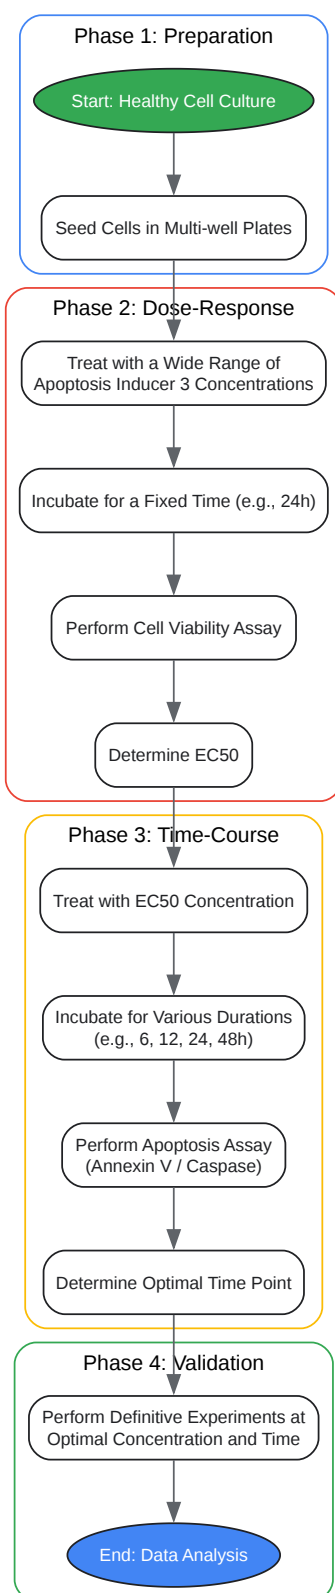 Phase 1: Preparation
Start: Healthy Cell Culture
Seed Cells in Multi-well Plates
Phase 2: Dose-Response
Treat with a Wide Range of
Apoptosis Inducer 3 Concentrations
Incubate for a Fixed Time (e.g., 24h)
Perform Cell Viability Assay
Determine EC50
Phase 3: Time-Course
Treat with EC50 Concentration
Incubate for Various Durations
(e.g., 6, 12, 24, 48h)
Perform Apoptosis Assay
(Annexin V / Caspase)
Determine Optimal Time Point
Phase 4: Validation
Perform Definitive Experiments at
Optimal Concentration and Time
End: Data Analysis